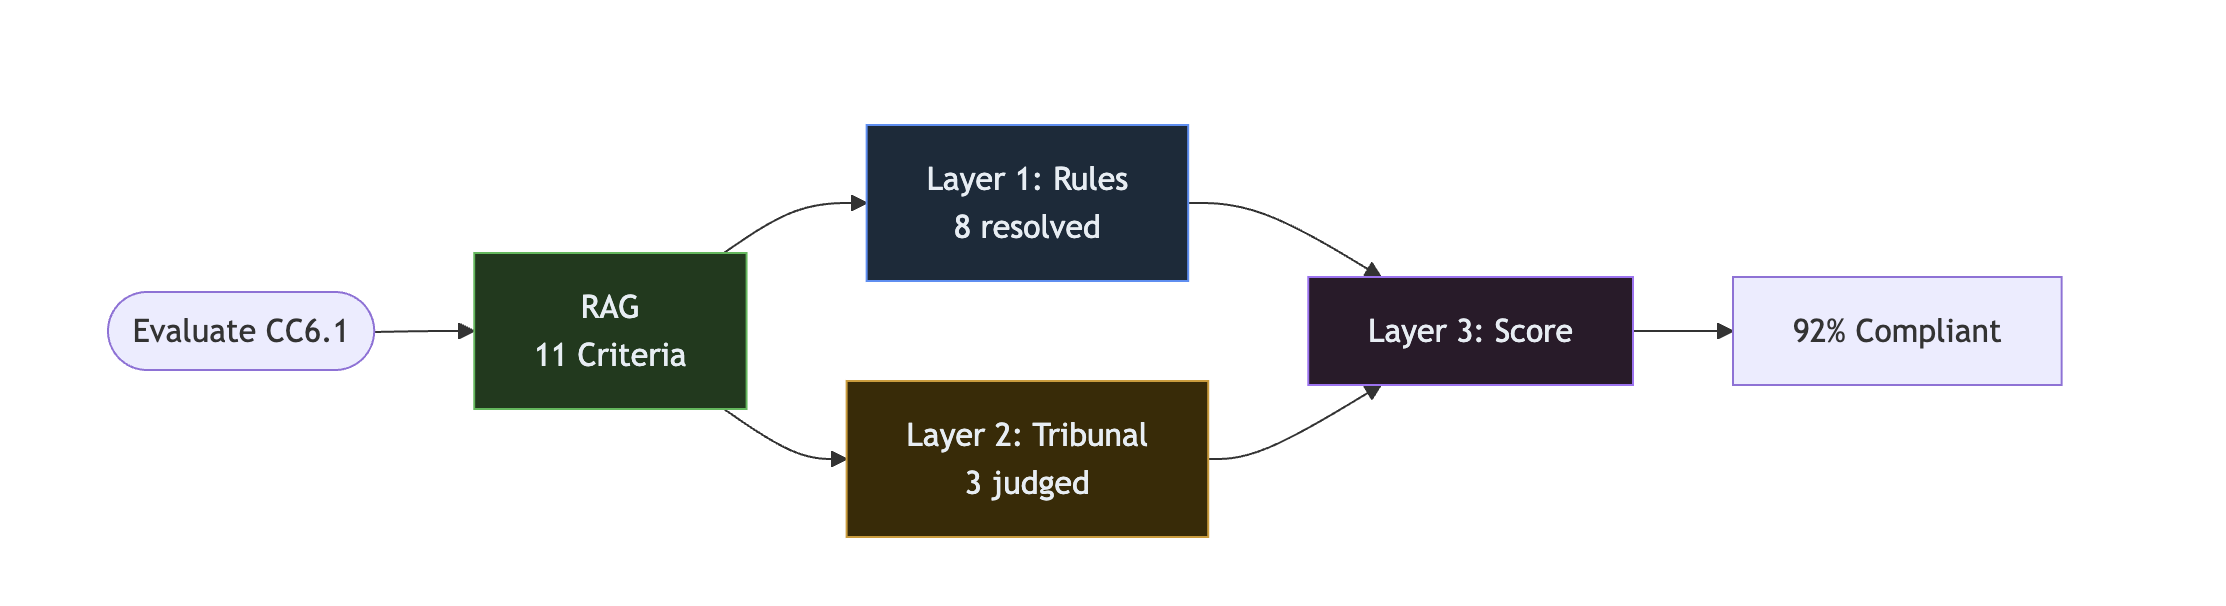 Evaluate CC6.1
RAG
11 Criteria
Layer 1: Rules
8 resolved
Layer 2: Tribunal
3 judged
Layer 3: Score
92% Compliant